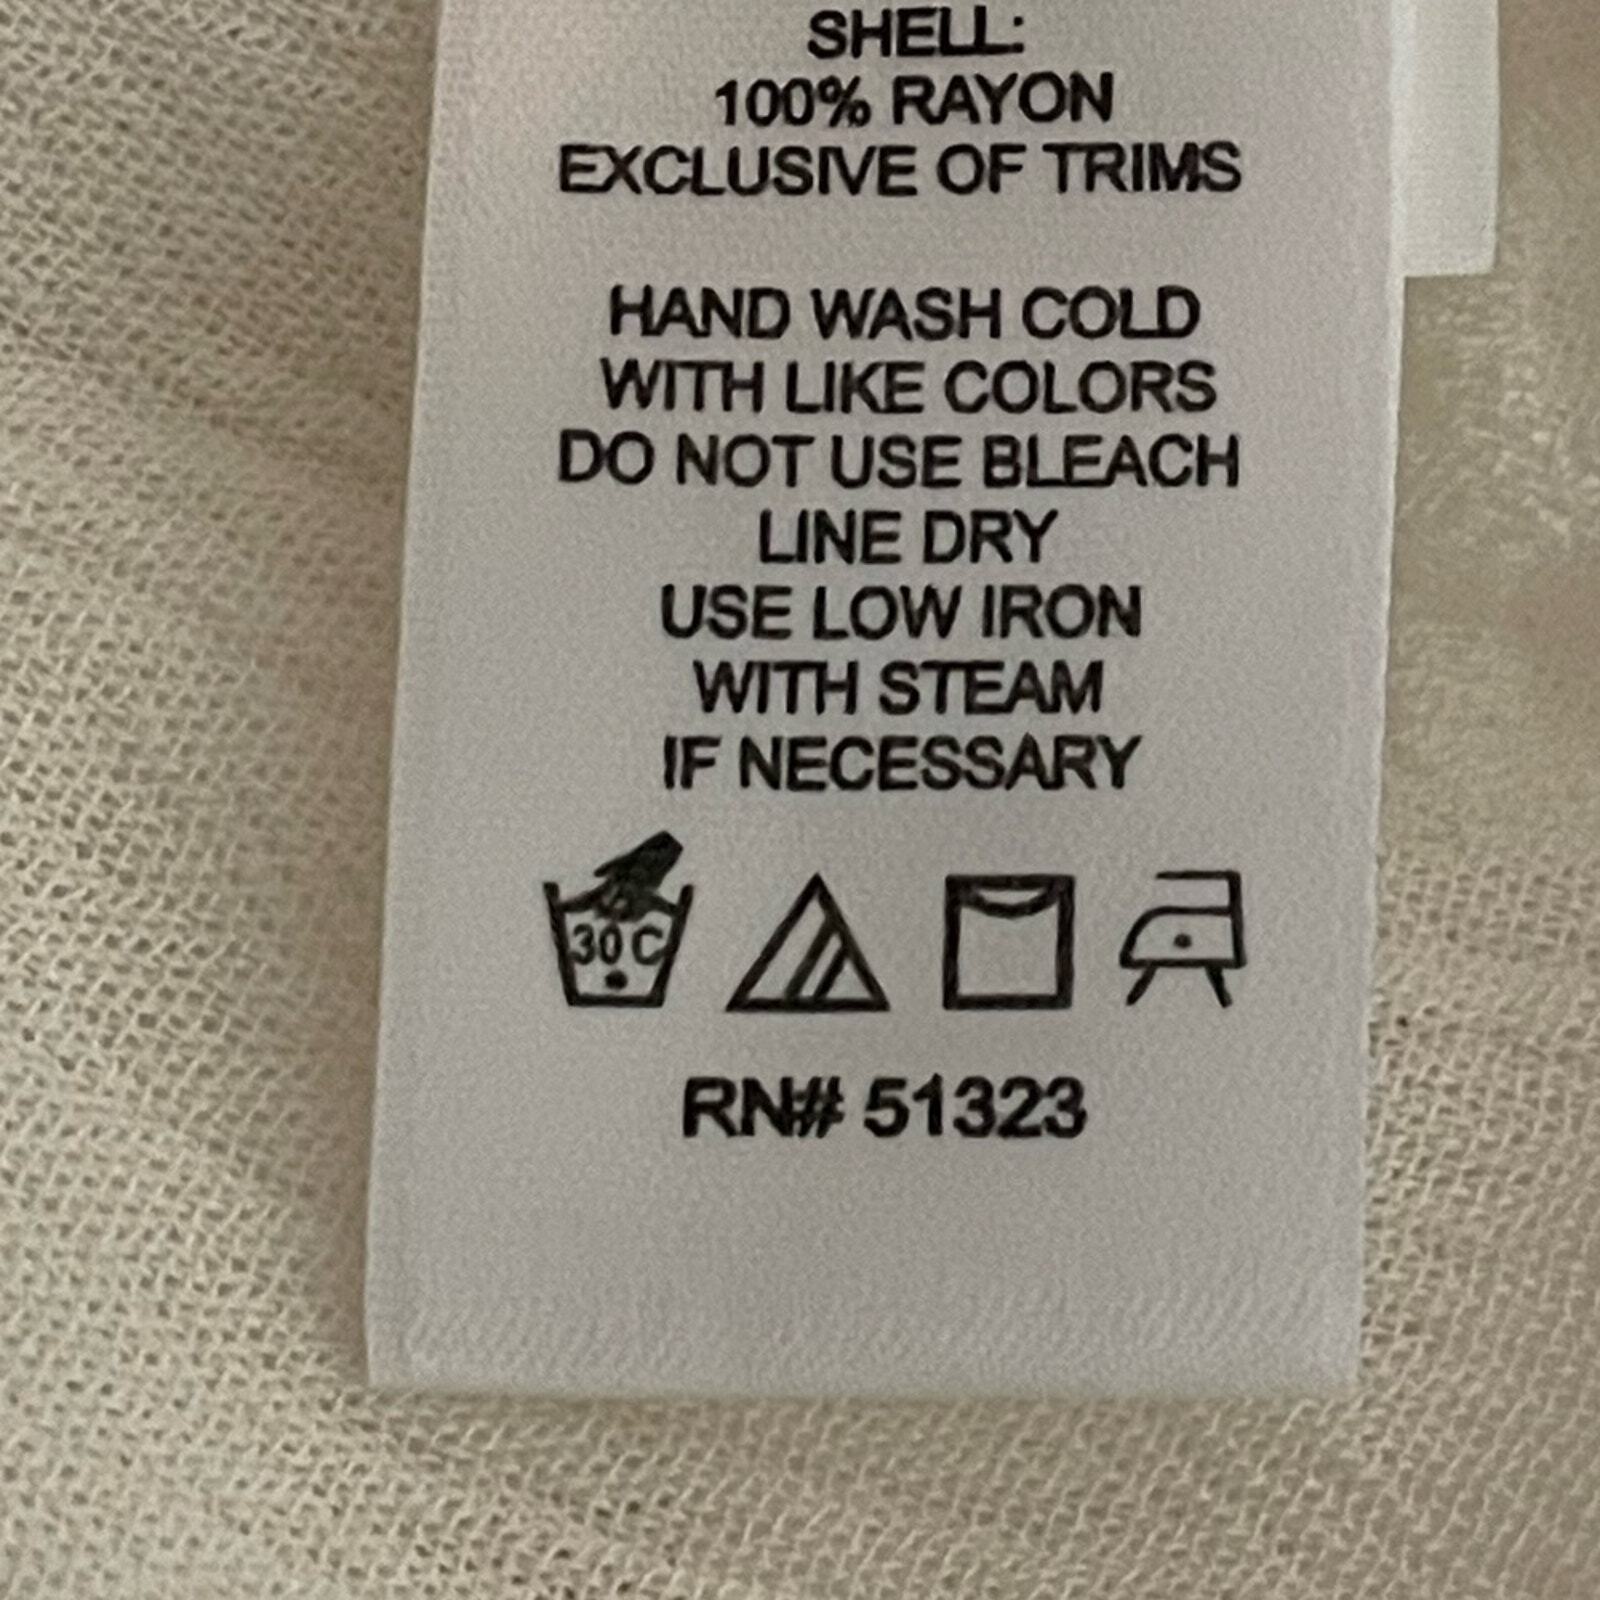 SHELL:
100% RAYON
EXCLUSIVE OF TRIMS
HAND WASH COLD
WITH LIKE COLORS
DO NOT USE BLEACH
LINE DRY
USE LOW IRON
WITH STEAM
IF NECESSARY
30 C
RN# 51323